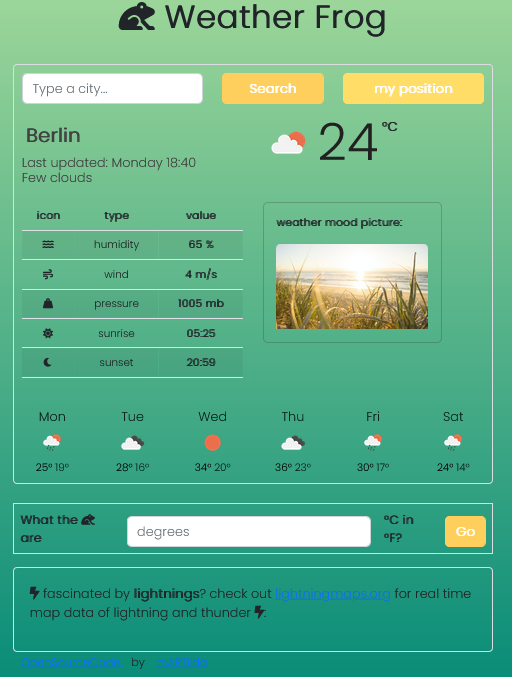 Weather Frog
Type a city...
Search
my position
Berlin
24 °C
Last updated: Monday 18:40
Few clouds
icon type value
humidity 65 %
wind 4 m/s
pressure 1005 mb
sunrise 05:25
sunset 20:59
weather mood picture:
Mon Tue Wed Thu Fri Sat
25° 19° 28° 16° 34° 20° 36° 23° 30° 17° 24° 14°
What the
are
degrees
°C in
°F?
Go
fascinated by lightnings? check out lightningmaps.org for real time
map data of lightning and thunder .
OpenSourceCode by